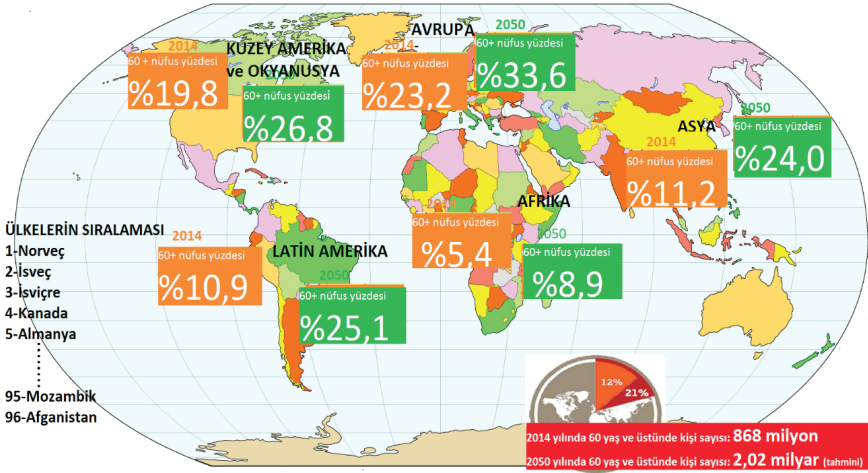 2014
KUZEY AMERİKA
ve OKYANUSYA
60+ nüfus yüzdesi
%19,8
60+ nüfus yüzdesi
%26,8
AVRUPA
2014
60+ nüfus yüzdesi
%23,2
2050
60+ nüfus yüzdesi
%33,6
ASYA
2014
60+ nüfus yüzdesi
%11,2
2050
60+ nüfus yüzdesi
%24,0
AFRİKA
60+ nüfus yüzdesi
%5,4
2050
60+ nüfus yüzdesi
%8,9
LATİN AMERİKA
2014
60+ nüfus yüzdesi
%10,9
2050
60+ nüfus yüzdesi
%25,1
ÜLKELERİN SIRALAMASI
1-Norveç
2-İsveç
3-İsviçre
4-Kanada
5-Almanya
95-Mozambik
96-Afganistan
12%
21%
2014 yılında 60 yaş ve üstünde kişi sayısı: 868 milyon
2050 yılında 60 yaş ve üstünde kişi sayısı: 2,02 milyar (tahmini)